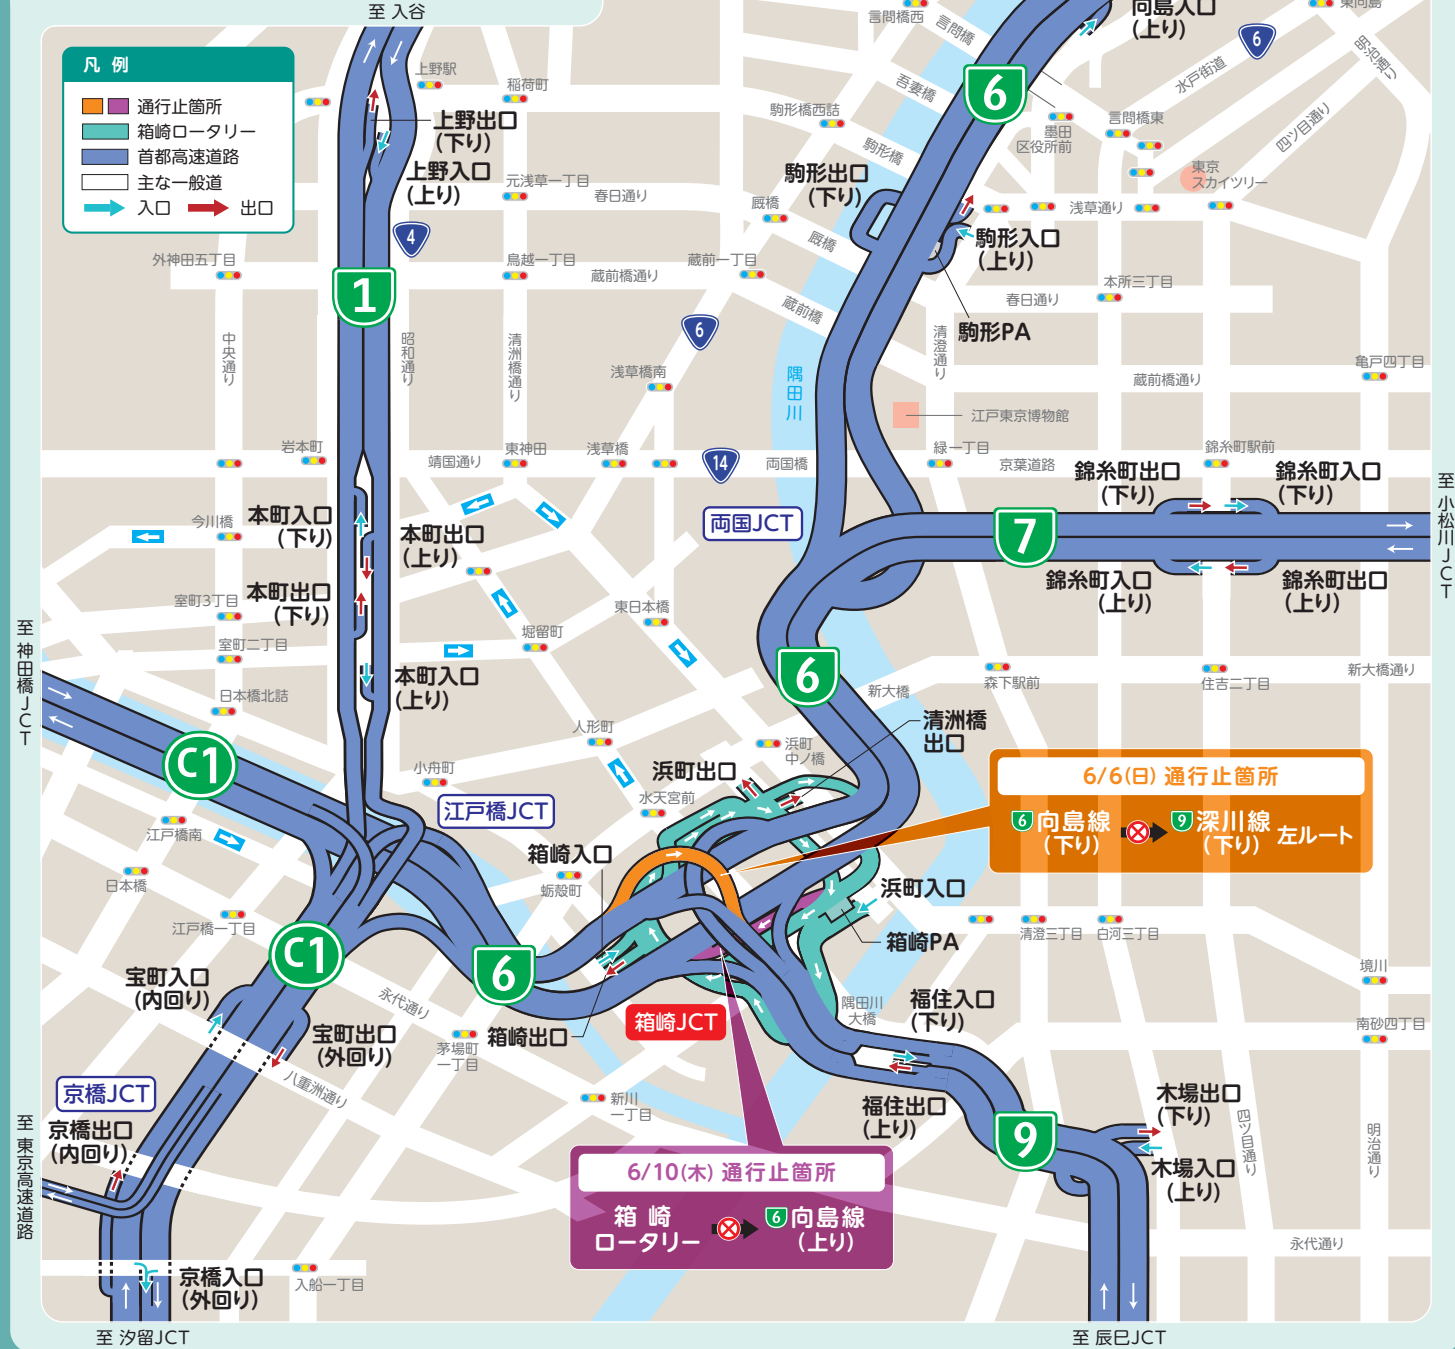 至 入谷
言問橋西
言問橋
向島入口
(上り)
東向島
6
明治通り
水戸街道
四ツ目通り
凡 例
通行止箇所
箱崎ロータリー
首都高速道路
主な一般道
入口
出口
上野駅
稲荷町
上野出口
(下り)
上野入口
(上り)
元浅草一丁目
春日通り
4
吾妻橋
駒形橋西詰
駒形橋
6
墨田
区役所前
言問橋東
東京
スカイツリー
駒形出口
(下り)
厩橋
厩橋
浅草通り
駒形入口
(上り)
外神田五丁目
鳥越一丁目
蔵前橋通り
蔵前一丁目
蔵前橋
本所三丁目
春日通り
駒形PA
1
中央通り
昭和通り
清洲橋通り
6
清澄通り
浅草橋南
隅田川
亀戸四丁目
蔵前橋通り
江戸東京博物館
岩本町
靖国通り
東神田
浅草橋
14
両国橋
緑一丁目
京葉道路
錦糸町駅前
錦糸町出口
(下り)
錦糸町入口
(下り)
至 小松川JCT
今川橋
本町入口
(下り)
本町出口
(上り)
両国JCT
7
錦糸町入口
(上り)
錦糸町出口
(上り)
室町3丁目
本町出口
(下り)
東日本橋
室町二丁目
堀留町
本町入口
(上り)
至 神田橋JCT
日本橋北詰
6
新大橋
森下駅前
住吉二丁目
新大橋通り
清洲橋
出口
人形町
浜町
中ノ橋
C1
小舟町
浜町出口
水天宮前
江戸橋JCT
6/6(日) 通行止箇所
6 向島線
(下り)
9 深川線
(下り)
左ルート
江戸橋南
日本橋
箱崎入口
蛎殻町
浜町入口
江戸橋一丁目
箱崎PA
清澄三丁目
白河三丁目
C1
6
境川
宝町入口
(内回り)
永代通り
宝町出口
(外回り)
箱崎出口
箱崎JCT
隅田川
大橋
福住入口
(下り)
南砂四丁目
茅場町
一丁目
八重洲通り
京橋JCT
新川
一丁目
福住出口
(上り)
木場出口
(下り)
京橋出口
(内回り)
9
四ツ目通り
明治通り
至 東京高速道路
6/10(木) 通行止箇所
箱 崎
ロータリー
6 向島線
(上り)
木場入口
(上り)
永代通り
京橋入口
(外回り)
入船一丁目
至 汐留JCT
至 辰巳JCT